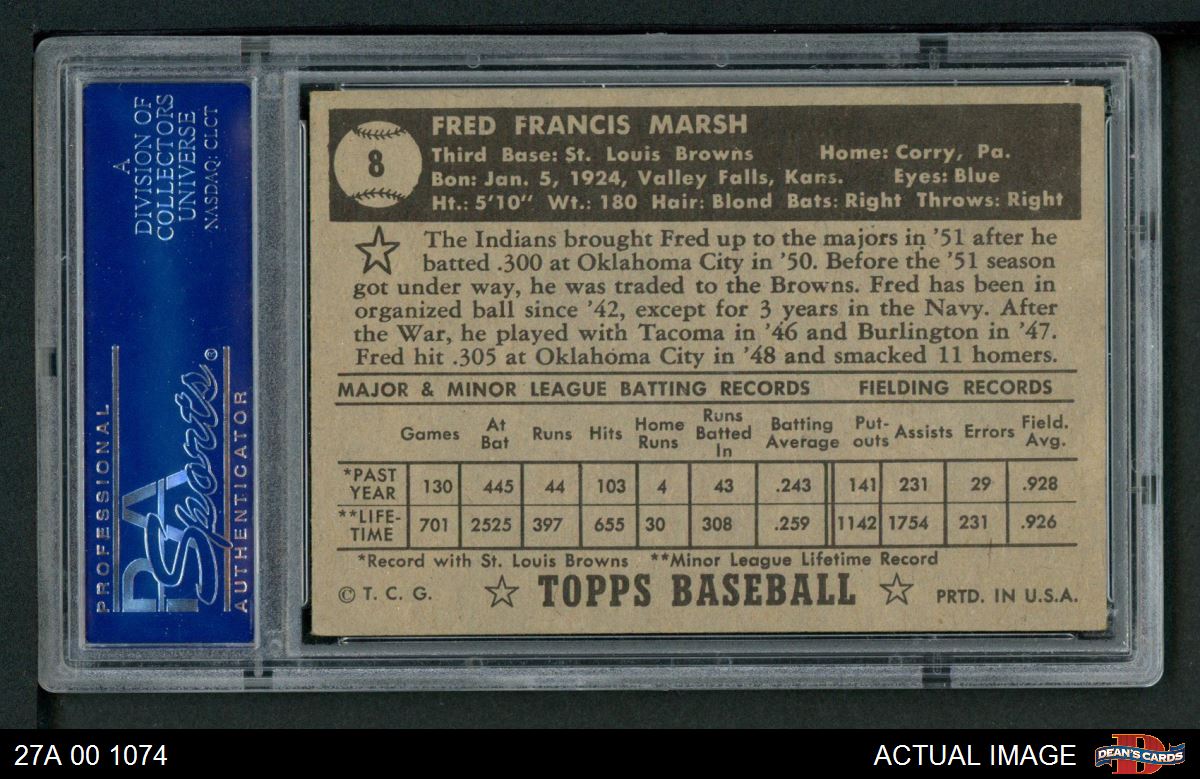 A
DIVISION OF
COLLECTORS
UNIVERSE
NASDAQ: CLCT
PROFESSIONAL
PSA
Sports®
AUTHENTICATOR
8
FRED FRANCIS MARSH
Third Base: St. Louis Browns Home: Corry, Pa.
Bon: Jan. 5, 1924, Valley Falls, Kans. Eyes: Blue
Ht.: 5'10" Wt.: 180 Hair: Blond Bats: Right Throws: Right
The Indians brought Fred up to the majors in '51 after he
batted .300 at Oklahoma City in '50. Before the '51 season
got under way, he was traded to the Browns. Fred has been in
organized ball since '42, except for 3 years in the Navy. After
the War, he played with Tacoma in '46 and Burlington in '47.
Fred hit .305 at Oklahoma City in '48 and smacked 11 homers.
MAJOR & MINOR LEAGUE BATTING RECORDS FIELDING RECORDS
Games At Bat Runs Hits Home Runs Runs Batted In Batting Average Put-outs Assists Errors Field. Avg.
*PAST YEAR 130 445 44 103 4 43 .243 141 231 29 .928
**LIFE-TIME 701 2525 397 655 30 308 .259 1142 1754 231 .926
*Record with St. Louis Browns **Minor League Lifetime Record
© T. C. G. TOPPS BASEBALL PRTD. IN U.S.A.
27A 00 1074 ACTUAL IMAGE DEAN'S CARDS